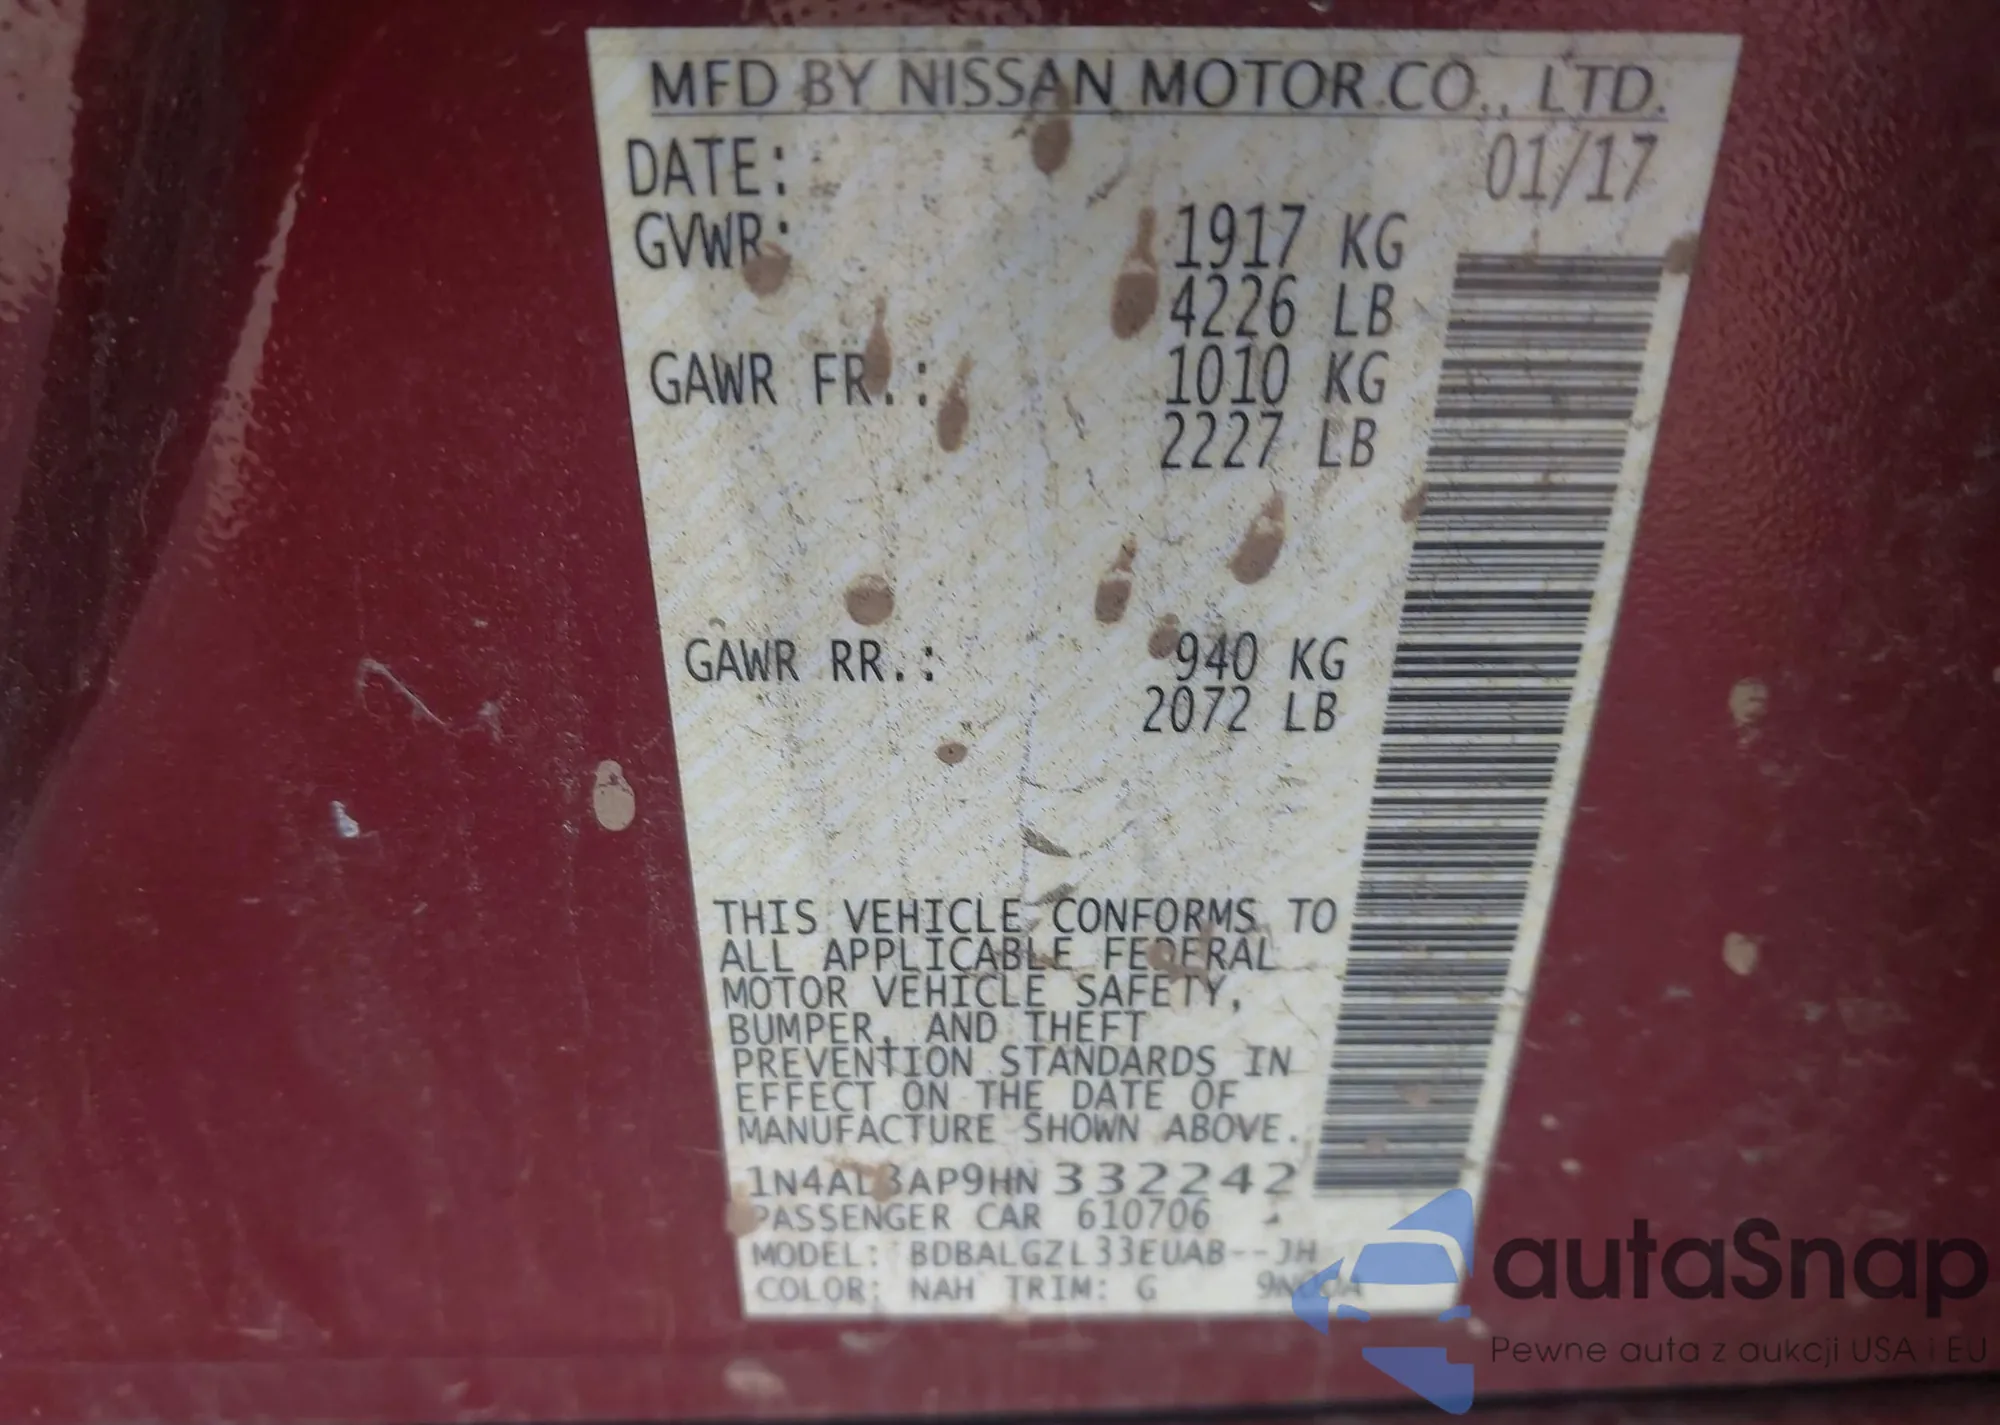 MFD BY NISSAN MOTOR CO., LTD.
DATE: 01/17
GVWR: 1917 KG
4226 LB
GAWR FR.: 1010 KG
2227 LB
GAWR RR.: 940 KG
2072 LB
THIS VEHICLE CONFORMS TO
ALL APPLICABLE FEDERAL
MOTOR VEHICLE SAFETY,
BUMPER, AND THEFT
PREVENTION STANDARDS IN
EFFECT ON THE DATE OF
MANUFACTURE SHOWN ABOVE.
1N4AL3AP9HN 332242
PASSENGER CAR 610706
MODEL: BDBALGZL33EUAB--JH
COLOR: NAH TRIM: G
autaSnap
Pewne auta z aukcji USA i EU